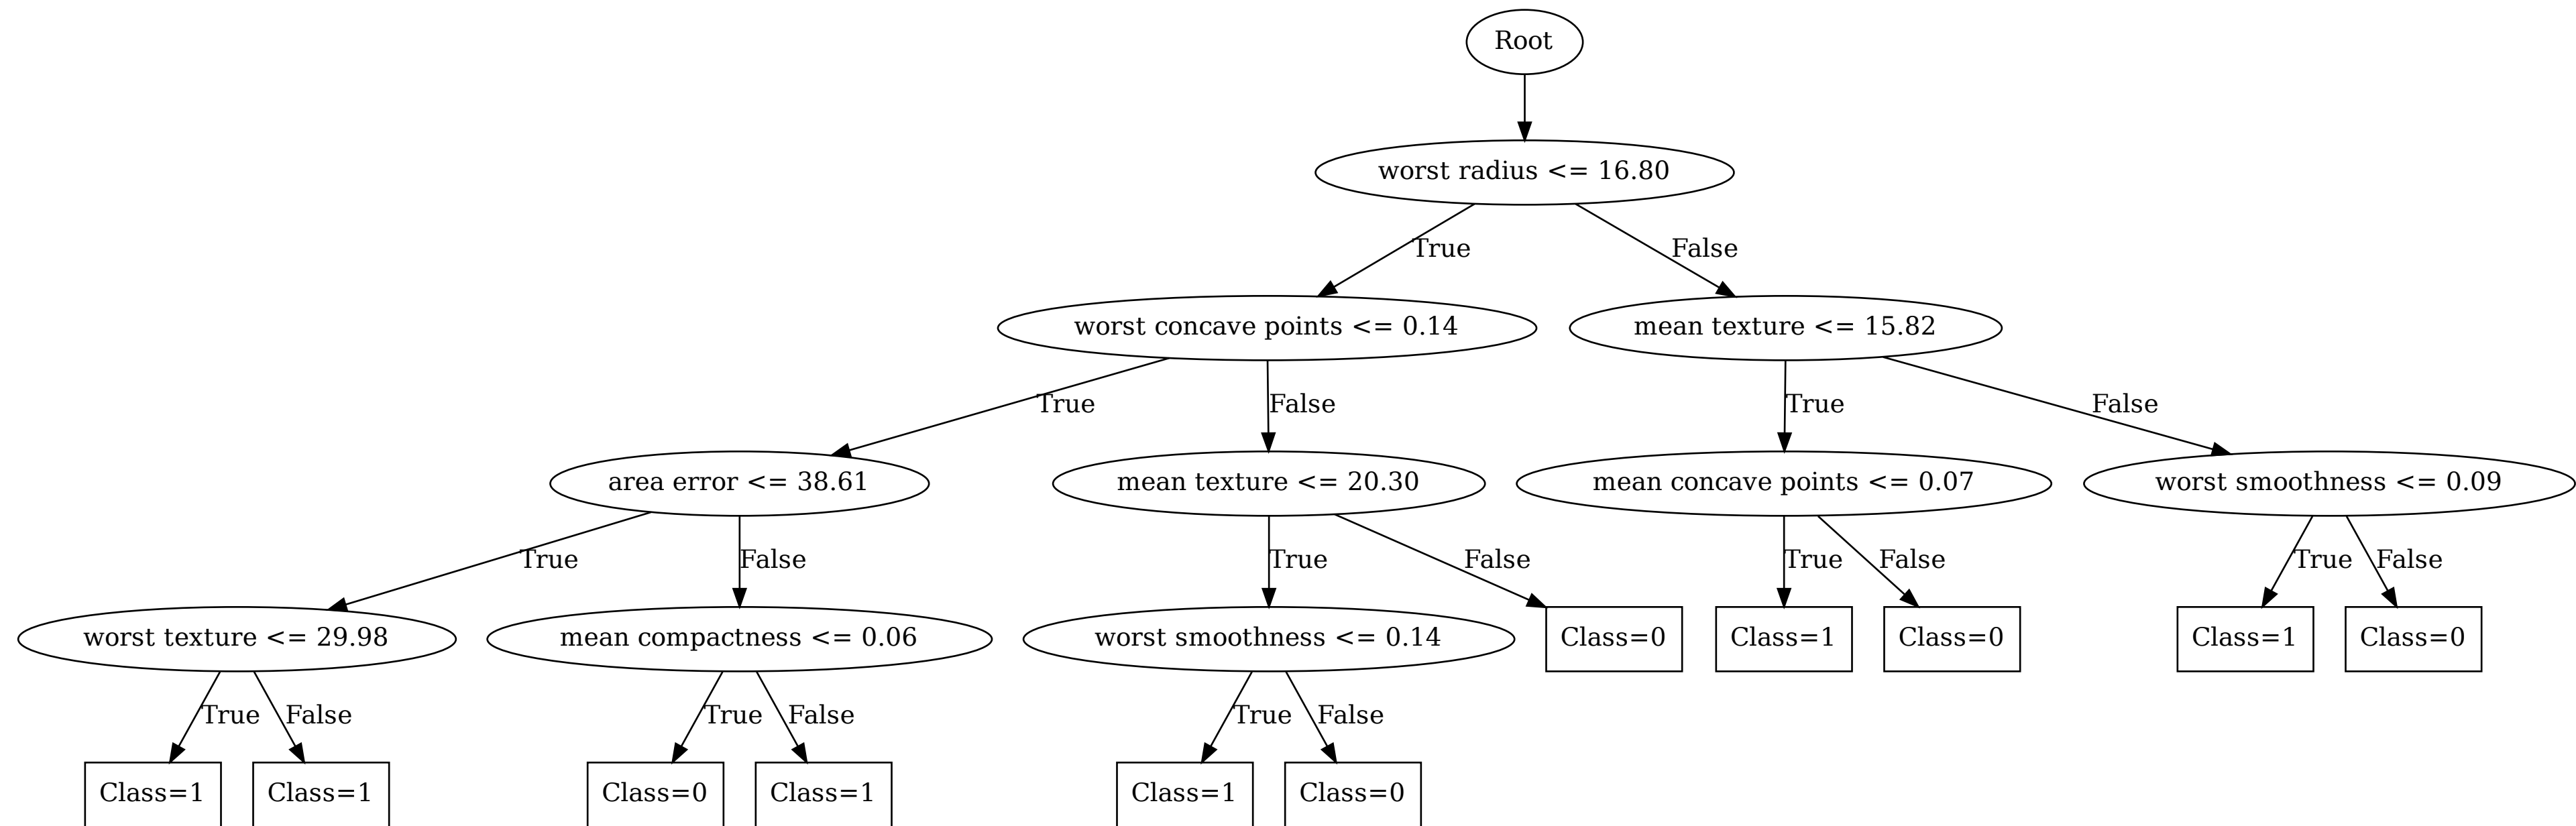 Root
worst radius <= 16.80
True
False
worst concave points <= 0.14
mean texture <= 15.82
True
False
True
False
area error <= 38.61
mean texture <= 20.30
mean concave points <= 0.07
worst smoothness <= 0.09
True
False
True
False
True
False
True
False
worst texture <= 29.98
mean compactness <= 0.06
worst smoothness <= 0.14
Class=0
Class=1
Class=0
Class=1
Class=0
True
False
True
False
True
False
Class=1
Class=1
Class=0
Class=1
Class=1
Class=0